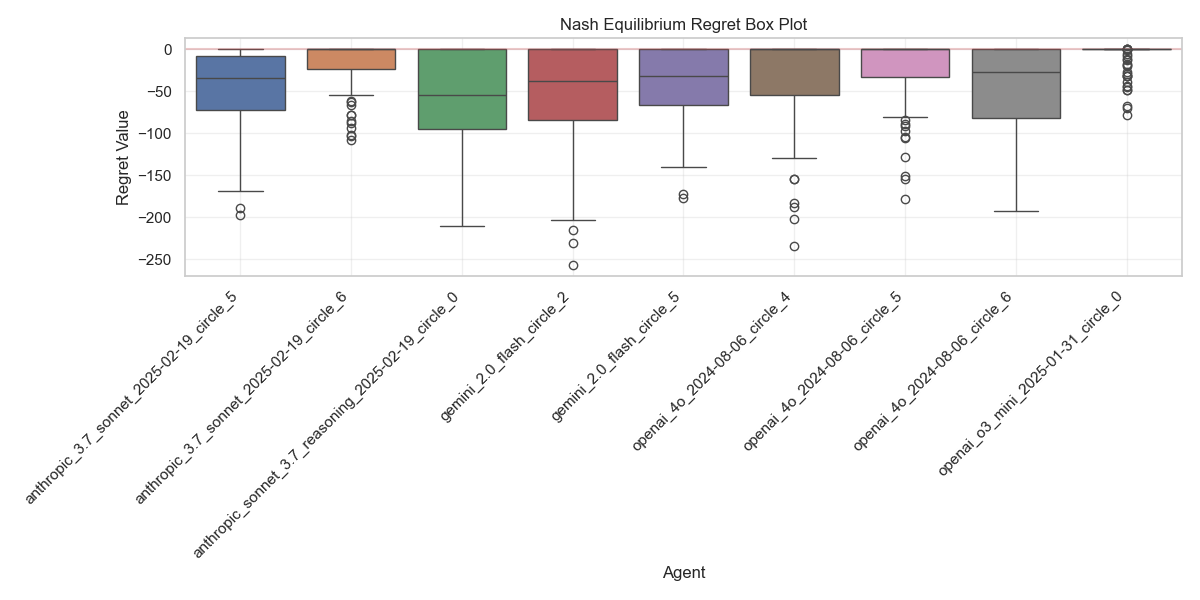 Nash Equilibrium Regret Box Plot
Regret Value
0
−50
−100
−150
−200
−250
anthropic_3.7_sonnet_2025-02-19_circle_5
anthropic_3.7_sonnet_2025-02-19_circle_6
anthropic_sonnet_3.7_reasoning_2025-02-19_circle_0
gemini_2.0_flash_circle_2
gemini_2.0_flash_circle_5
openai_4o_2024-08-06_circle_4
openai_4o_2024-08-06_circle_5
openai_4o_2024-08-06_circle_6
openai_o3_mini_2025-01-31_circle_0
Agent